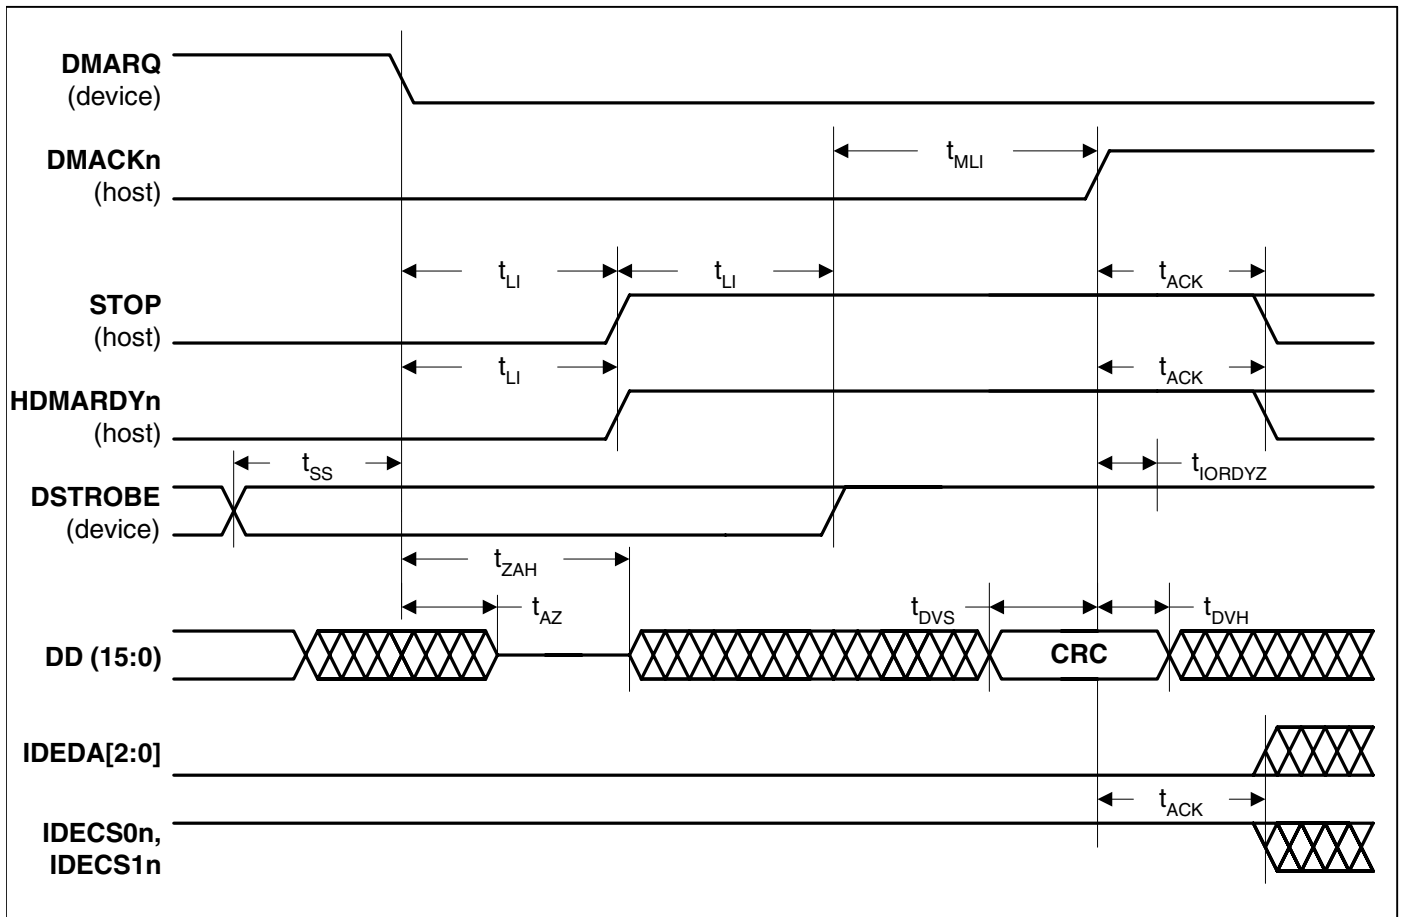 DMARQ
(device)
DMACKn
(host)
tMLI
tLI
tLI
tACK
STOP
(host)
tLI
tACK
HDMARDYn
(host)
tSS
tIORDYZ
DSTROBE
(device)
tZAH
tAZ
tDVS
tDVH
DD (15:0)
CRC
IDEDA[2:0]
tACK
IDECS0n,
IDECS1n